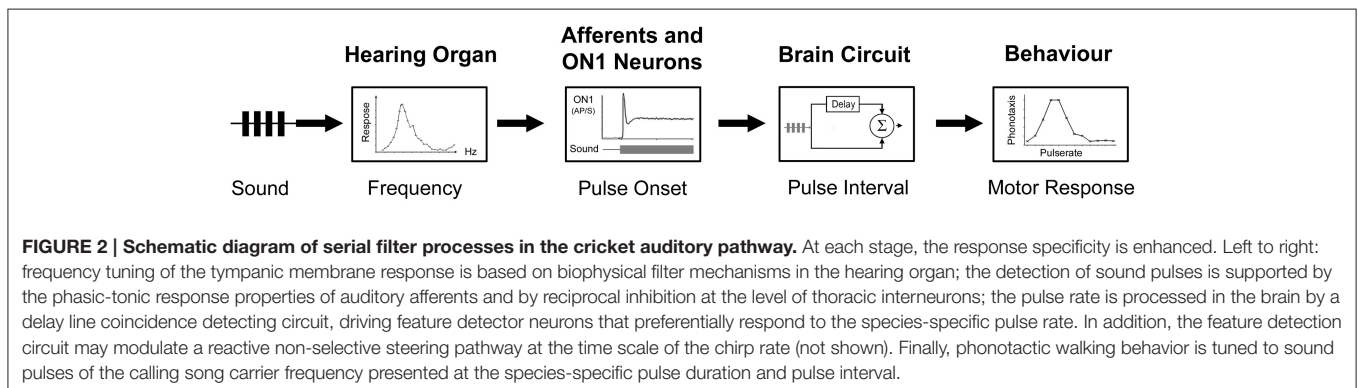 Hearing Organ
Afferents and
ON1 Neurons
Brain Circuit
Behaviour
Respose
Hz
ON1
(AP/S)
Sound
Delay
Σ
Phonotaxis
Pulserate
Sound
Frequency
Pulse Onset
Pulse Interval
Motor Response
FIGURE 2 | Schematic diagram of serial filter processes in the cricket auditory pathway. At each stage, the response specificity is enhanced. Left to right:
frequency tuning of the tympanic membrane response is based on biophysical filter mechanisms in the hearing organ; the detection of sound pulses is supported by
the phasic-tonic response properties of auditory afferents and by reciprocal inhibition at the level of thoracic interneurons; the pulse rate is processed in the brain by a
delay line coincidence detecting circuit, driving feature detector neurons that preferentially respond to the species-specific pulse rate. In addition, the feature detection
circuit may modulate a reactive non-selective steering pathway at the time scale of the chirp rate (not shown). Finally, phonotactic walking behavior is tuned to sound
pulses of the calling song carrier frequency presented at the species-specific pulse duration and pulse interval.